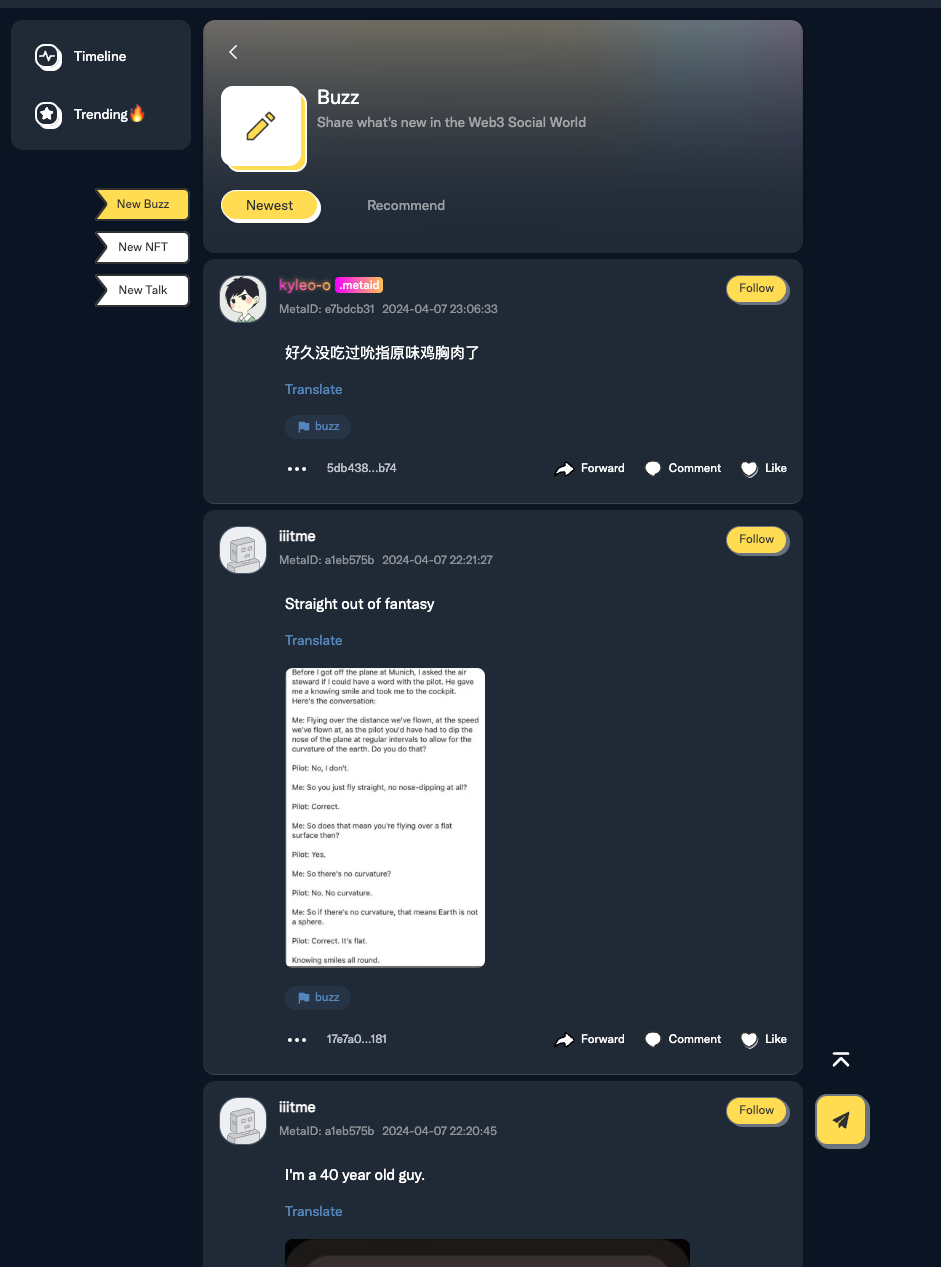 Timeline
Trending🔥
New Buzz
New NFT
New Talk
Buzz
Share what's new in the Web3 Social World
Newest
Recommend
kyleo-o .metaid
Follow
MetaID: e7bdcb31 2024-04-07 23:06:33
好久没吃过吮指原味鸡胸肉了
Translate
buzz
5db438...b74
Forward
Comment
Like
iiitme
Follow
MetaID: a1eb575b 2024-04-07 22:21:27
Straight out of fantasy
Translate
Before I got off the plane at Munich, I asked the air
steward if I could have a word with the pilot. He gave
me a knowing smile and took me to the cockpit.
Here's the conversation:
Me: Flying over the distance we've flown, at the speed
we've flown at, as the pilot you'd have had to dip the
nose of the plane at regular intervals to allow for the
curvature of the earth. Do you do that?
Pilot: No, I don't.
Me: So you just fly straight, no nose-dipping at all?
Pilot: Correct.
Me: So does that mean you're flying over a flat
surface then?
Pilot: Yes.
Me: So there's no curvature?
Pilot: No. No curvature.
Me: So if there's no curvature, that means Earth is not
a sphere.
Pilot: Correct. It's flat.
Knowing smiles all round.
buzz
17e7a0...181
Forward
Comment
Like
iiitme
Follow
MetaID: a1eb575b 2024-04-07 22:20:45
I'm a 40 year old guy.
Translate